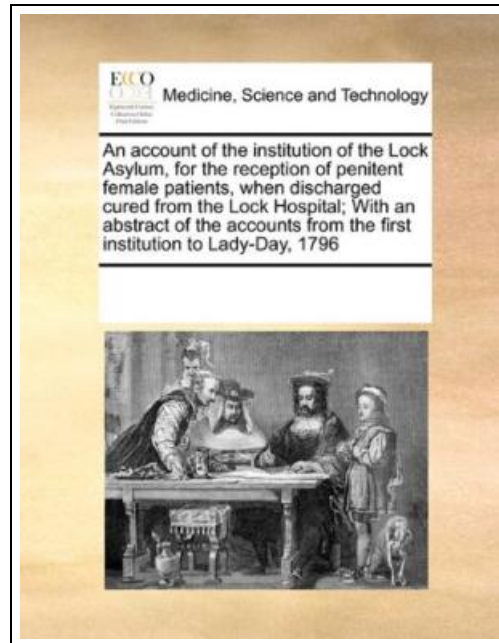 ECCO
Medicine, Science and Technology
An account of the institution of the Lock
Asylum, for the reception of penitent
female patients, when discharged
cured from the Lock Hospital; With an
abstract of the accounts from the first
institution to Lady-Day, 1796